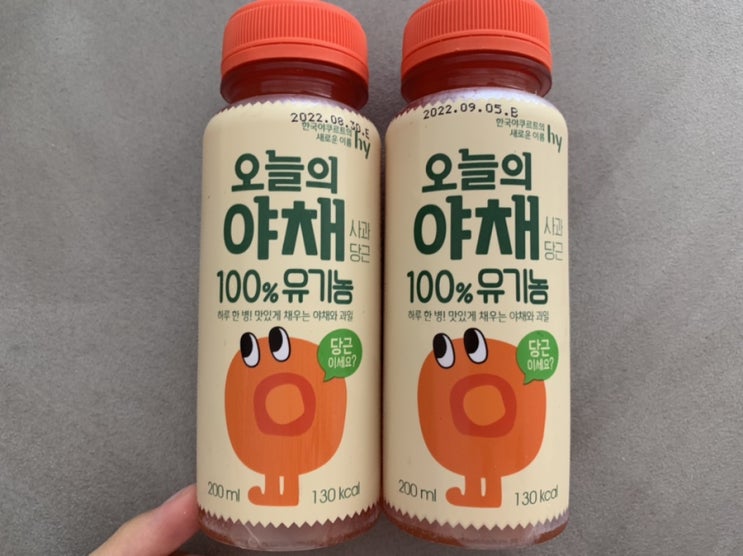 2022.08.30.E
한국야쿠르트의
새로운 이름 hy
오늘의
야채 사과
당근
100% 유기농
하루 한 병! 맛있게 채우는 야채와 과일
당근
이세요?
200 ml 130 kcal
2022.09.05.B
한국야쿠르트의
새로운 이름 hy
오늘의
야채 사과
당근
100% 유기농
하루 한 병! 맛있게 채우는 야채와 과일
당근
이세요?
200 ml 130 kcal